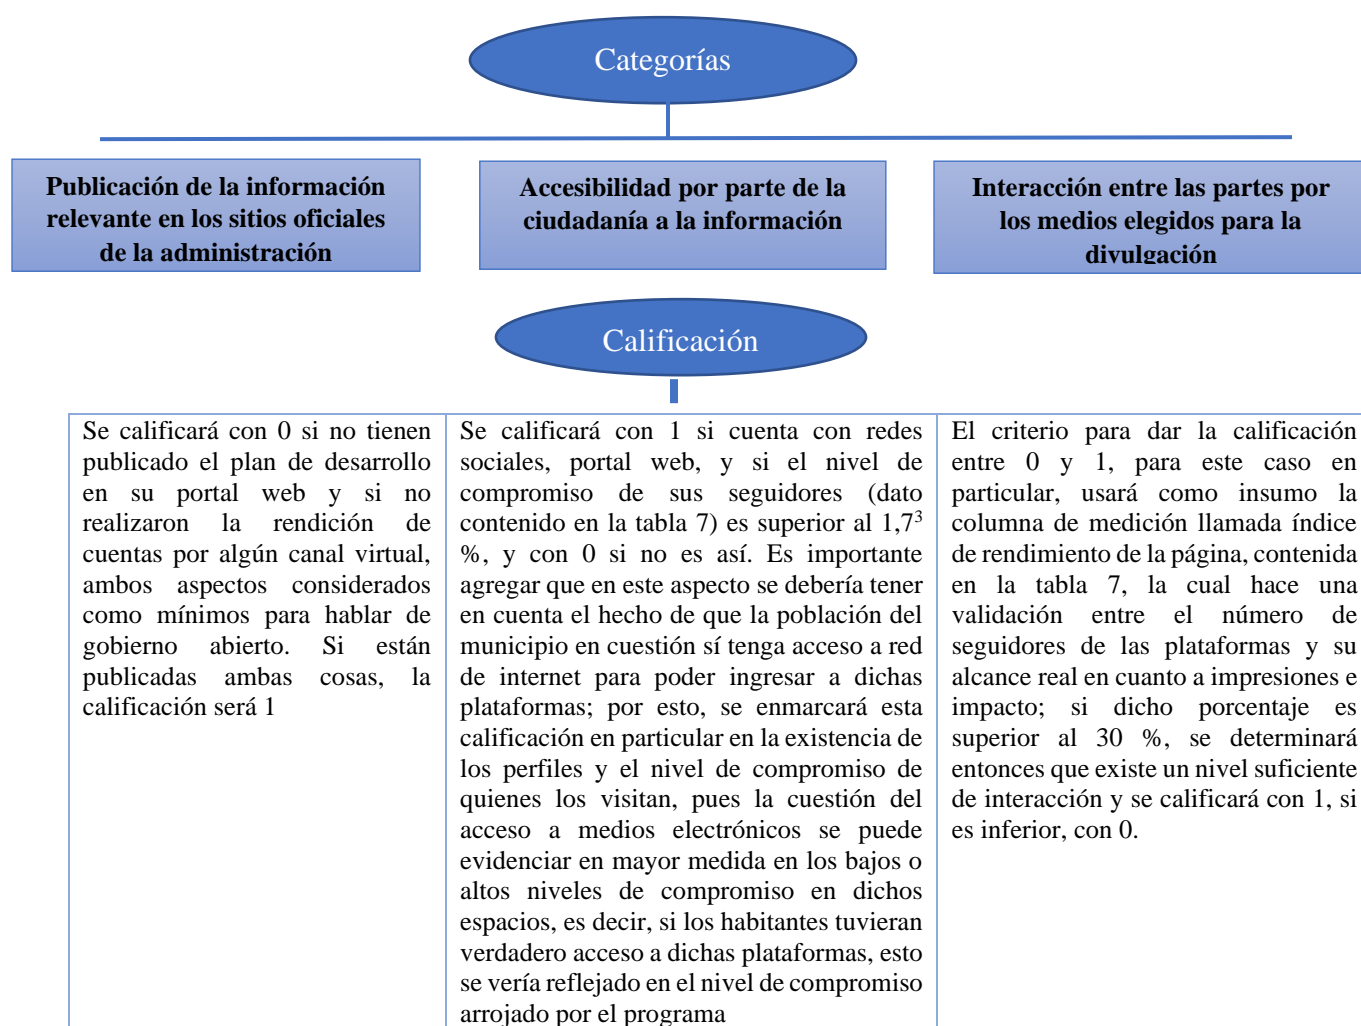 Categorías
Publicación de la información
relevante en los sitios oficiales
de la administración
Accesibilidad por parte de la
ciudadanía a la información
Interacción entre las partes por
los medios elegidos para la
divulgación
Calificación
Se calificará con 0 si no tienen
publicado el plan de desarrollo
en su portal web y si no
realizaron la rendición de
cuentas por algún canal virtual,
ambos aspectos considerados
como mínimos para hablar de
gobierno abierto. Si están
publicadas ambas cosas, la
calificación será 1
Se calificará con 1 si cuenta con redes
sociales, portal web, y si el nivel de
compromiso de sus seguidores (dato
contenido en la tabla 7) es superior al 1,7³
%, y con 0 si no es así. Es importante
agregar que en este aspecto se debería tener
en cuenta el hecho de que la población del
municipio en cuestión sí tenga acceso a red
de internet para poder ingresar a dichas
plataformas; por esto, se enmarcará esta
calificación en particular en la existencia de
los perfiles y el nivel de compromiso de
quienes los visitan, pues la cuestión del
acceso a medios electrónicos se puede
evidenciar en mayor medida en los bajos o
altos niveles de compromiso en dichos
espacios, es decir, si los habitantes tuvieran
verdadero acceso a dichas plataformas, esto
se vería reflejado en el nivel de compromiso
arrojado por el programa
El criterio para dar la calificación
entre 0 y 1, para este caso en
particular, usará como insumo la
columna de medición llamada índice
de rendimiento de la página, contenida
en la tabla 7, la cual hace una
validación entre el número de
seguidores de las plataformas y su
alcance real en cuanto a impresiones e
impacto; si dicho porcentaje es
superior al 30 %, se determinará
entonces que existe un nivel suficiente
de interacción y se calificará con 1, si
es inferior, con 0.